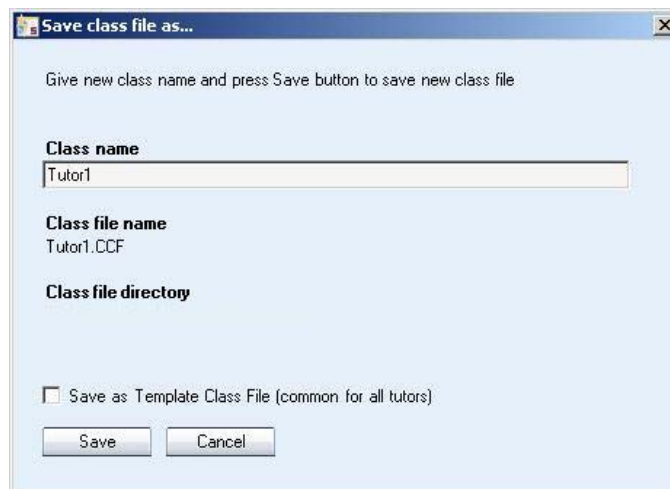 Save class file as...
Give new class name and press Save button to save new class file
Class name
Tutor1
Class file name
Tutor1.CCF
Class file directory
Save as Template Class File (common for all tutors)
Save Cancel